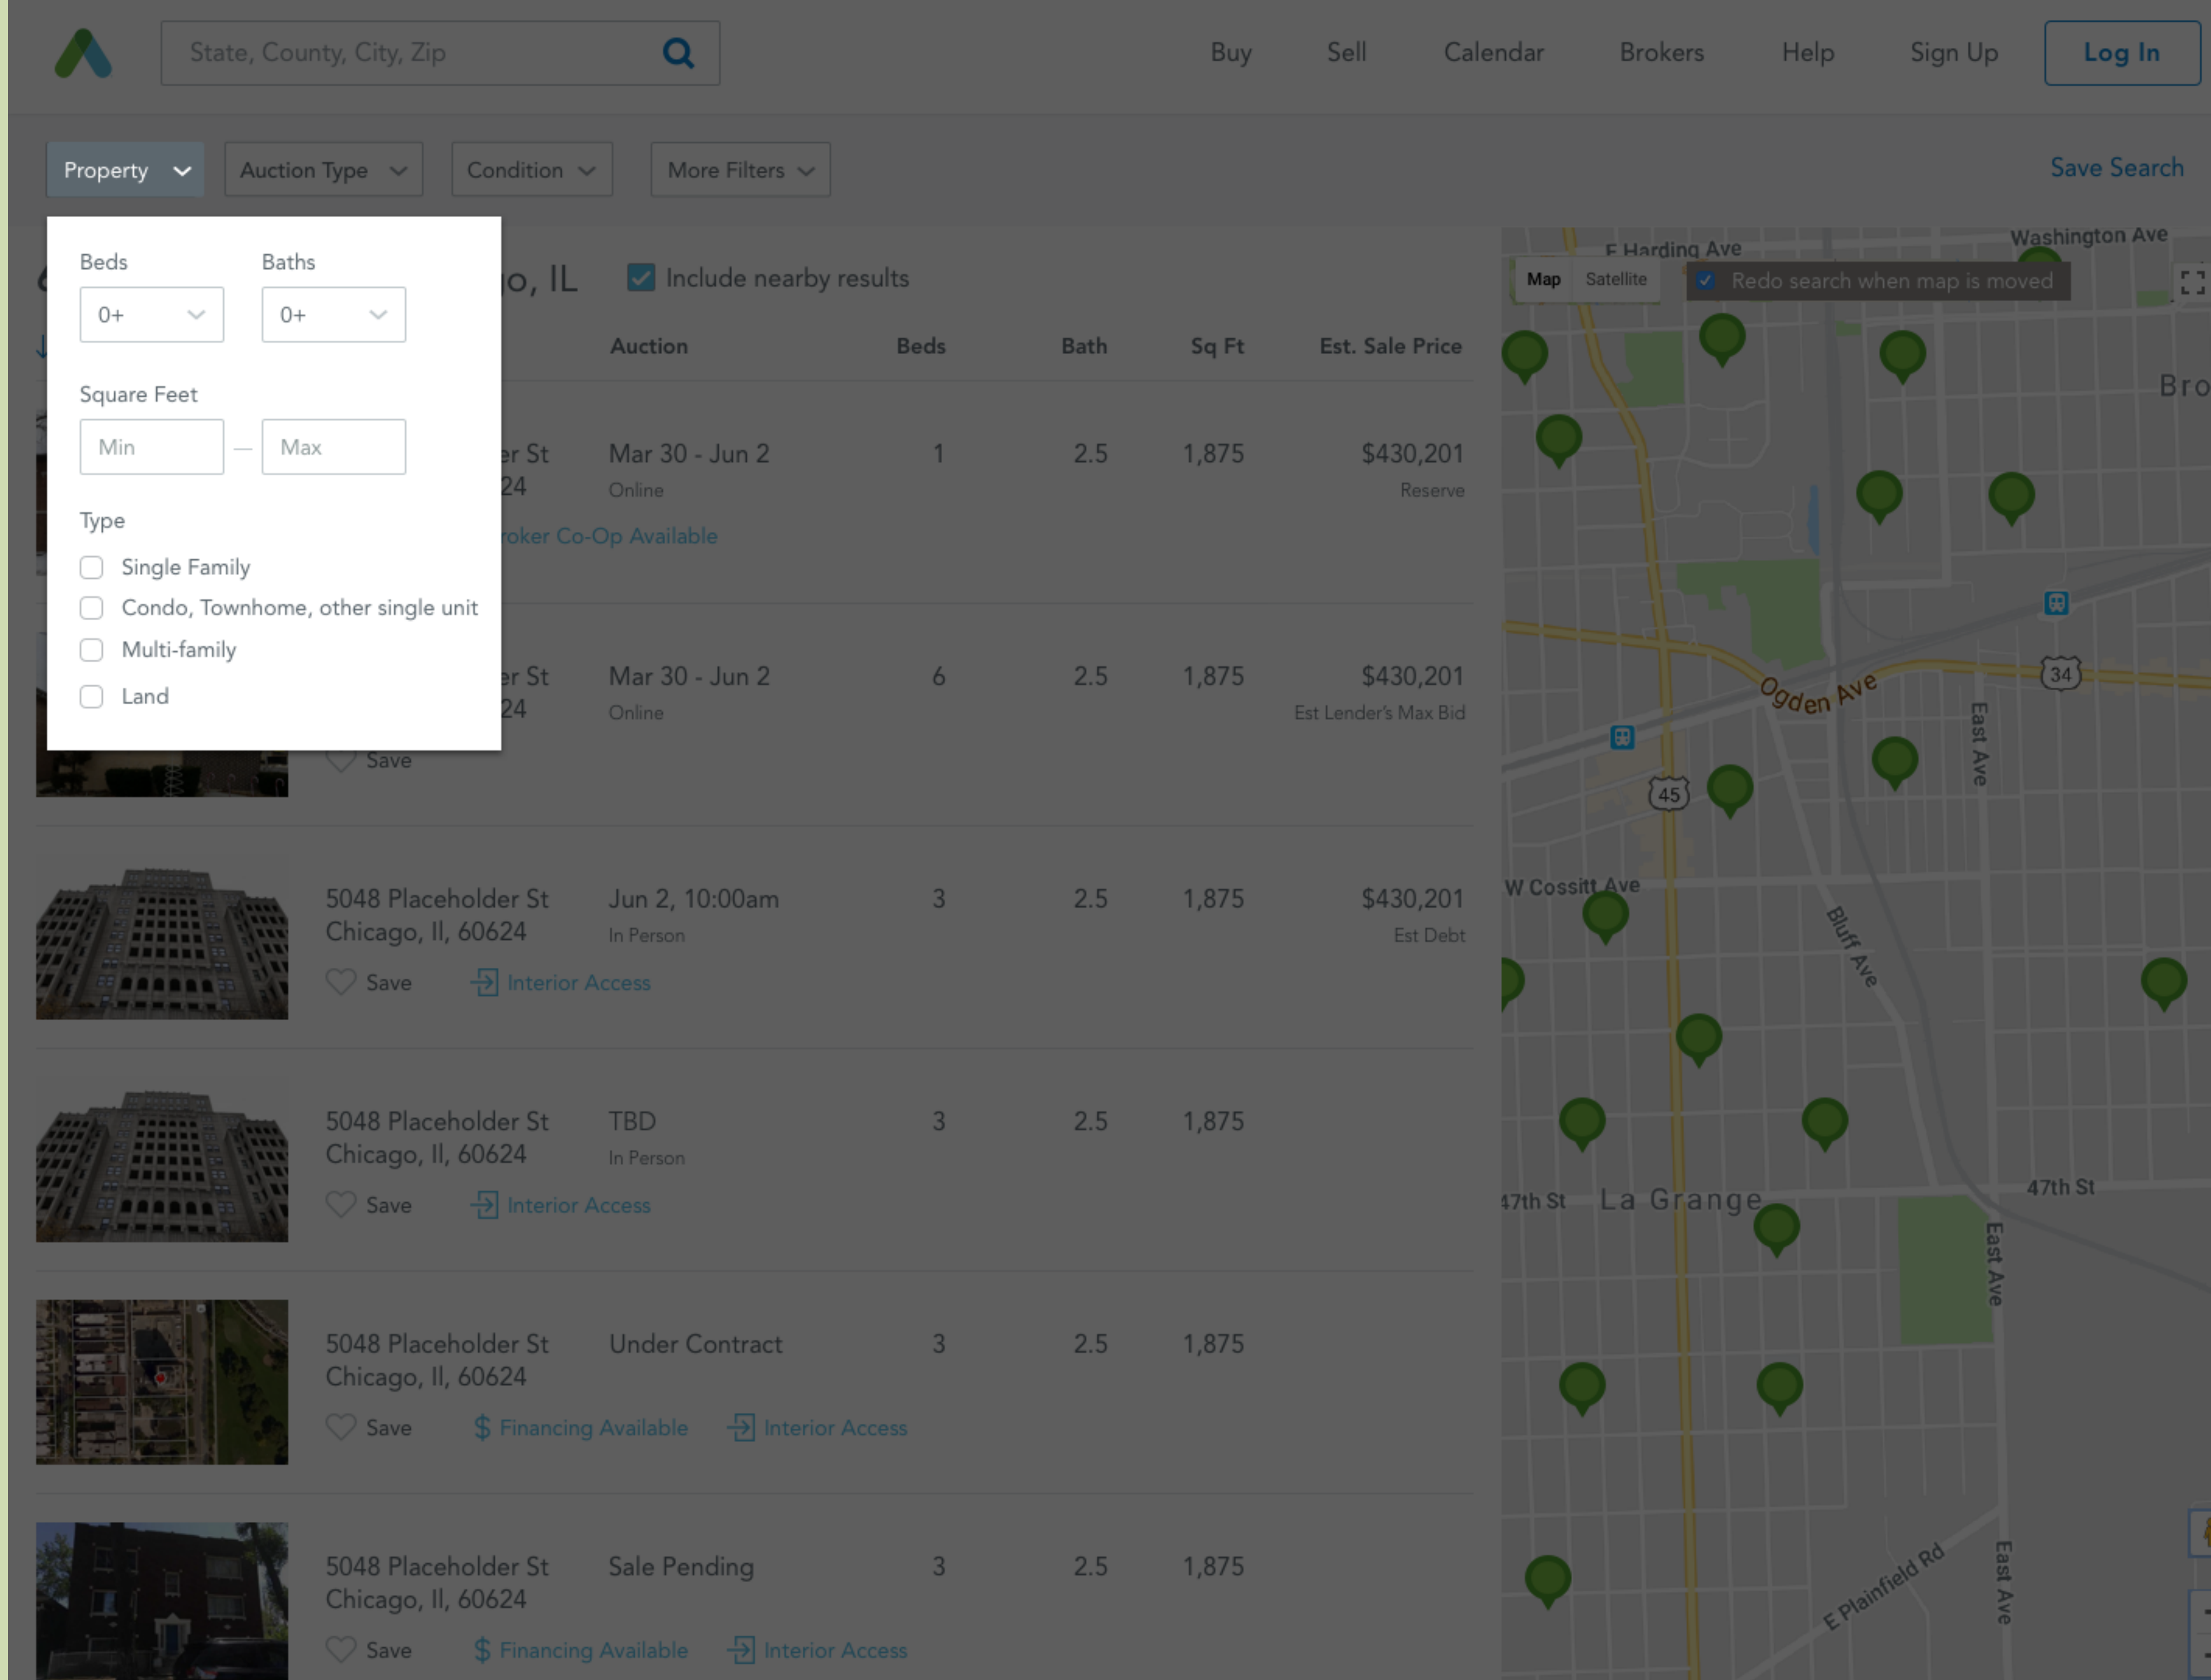 State, County, City, Zip
Buy
Sell
Calendar
Brokers
Help
Sign Up
Log In
Property
Auction Type
Condition
More Filters
Save Search
Beds
Baths
0+
0+
Square Feet
Min
—
Max
Type
Single Family
Condo, Townhome, other single unit
Multi-family
Land
o, IL
Include nearby results
Auction
Beds
Bath
Sq Ft
Est. Sale Price
er St
24
Mar 30 - Jun 2
Online
1
2.5
1,875
$430,201
Reserve
roker Co-Op Available
er St
24
Mar 30 - Jun 2
Online
6
2.5
1,875
$430,201
Est Lender's Max Bid
Save
5048 Placeholder St
Chicago, Il, 60624
Jun 2, 10:00am
In Person
3
2.5
1,875
$430,201
Est Debt
Save
Interior Access
5048 Placeholder St
Chicago, Il, 60624
TBD
In Person
3
2.5
1,875
Save
Interior Access
5048 Placeholder St
Chicago, Il, 60624
Under Contract
3
2.5
1,875
Save
$ Financing Available
Interior Access
5048 Placeholder St
Chicago, Il, 60624
Sale Pending
3
2.5
1,875
Save
$ Financing Available
Interior Access
E Harding Ave
Washington Ave
Map
Satellite
Redo search when map is moved
Bro
Ogden Ave
34
East Ave
45
W Cossitt Ave
Bluff Ave
47th St
La Grange
47th St
East Ave
East Ave
E Plainfield Rd